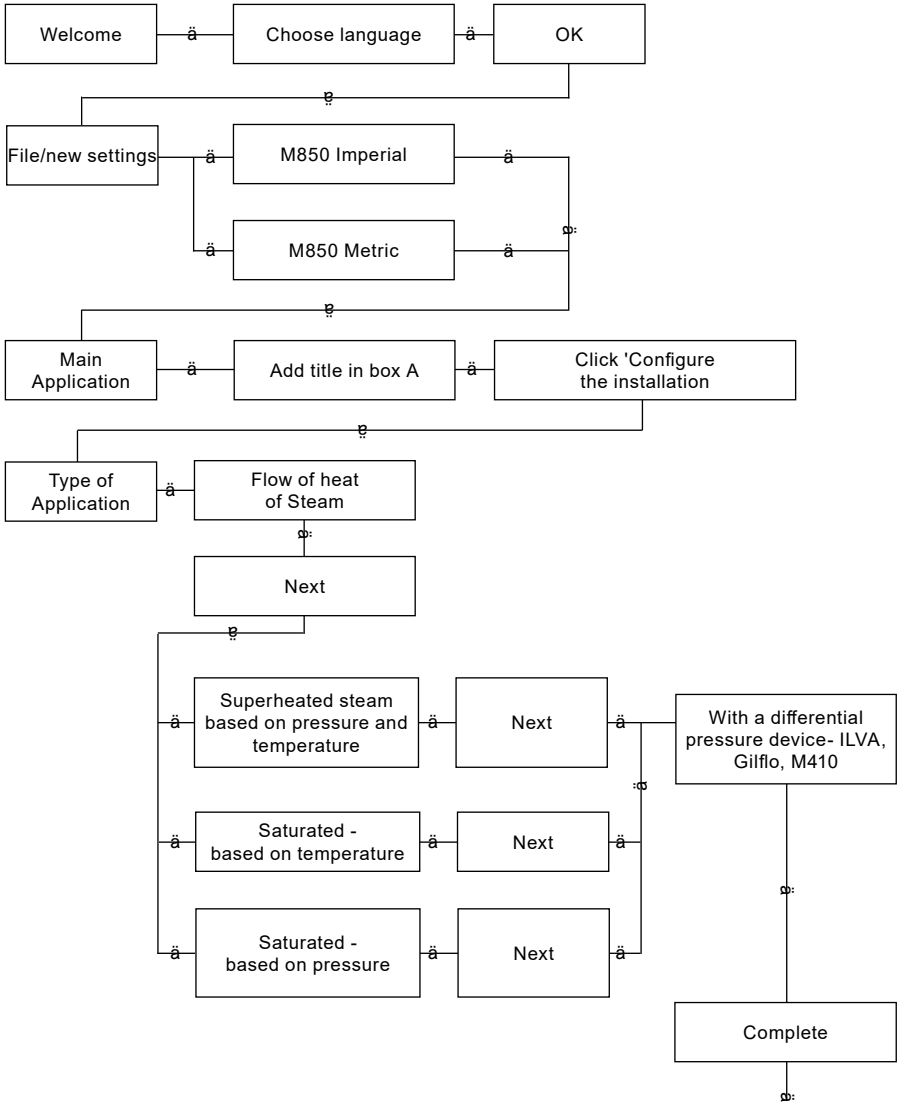 Welcome
ä
Choose language
ä
OK
ä
File/new settings
ä
M850 Imperial
ä
ä
ä
M850 Metric
ä
ä
Main
Application
ä
Add title in box A
ä
Click 'Configure
the installation
ä
Type of
Application
ä
Flow of heat
of Steam
ä
Next
ä
ä
Superheated steam
based on pressure and
temperature
ä
Next
ä
With a differential
pressure device- ILVA,
Gilflo, M410
ä
ä
Saturated -
based on temperature
ä
Next
ä
ä
ä
Saturated -
based on pressure
ä
Next
ä
Complete
ä